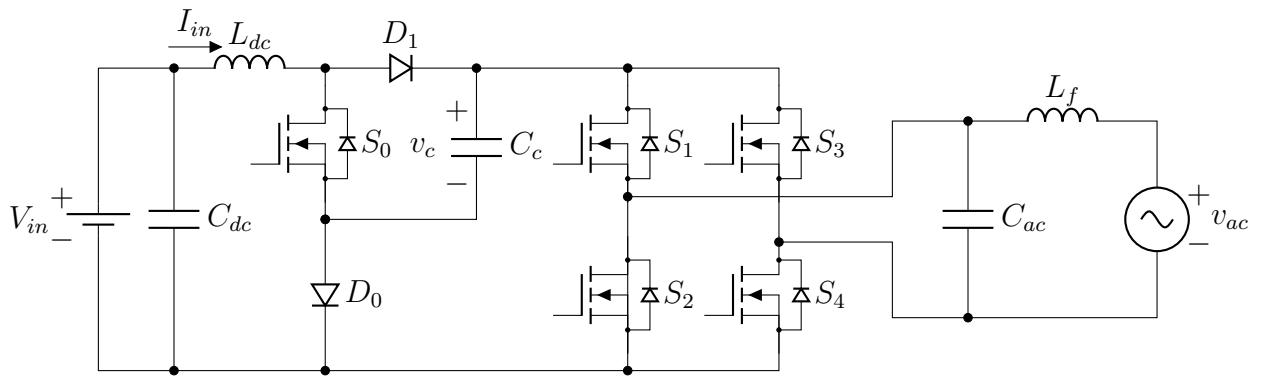 I_in
L_dc
D_1
+
S_0
v_c
C_c
−
S_1
S_3
L_f
V_in
+
−
C_dc
C_ac
+
v_ac
−
D_0
S_2
S_4